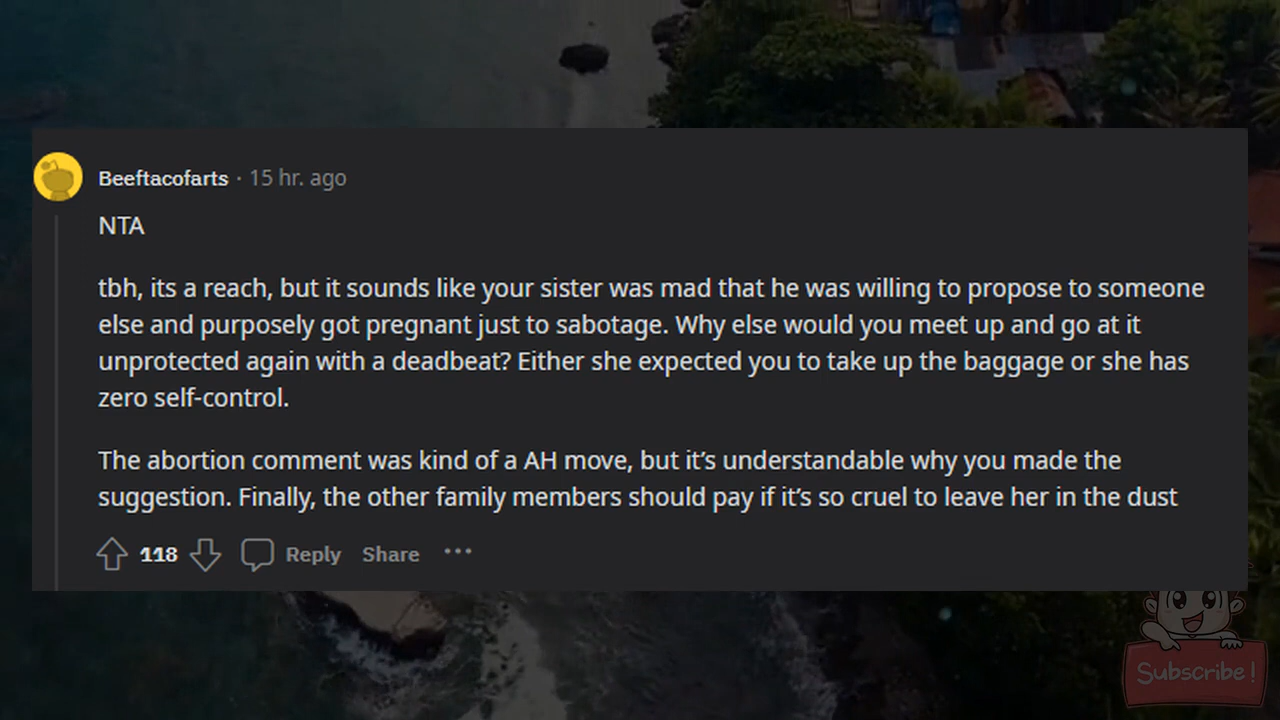 Beeftacofarts · 15 hr. ago
NTA
tbh, its a reach, but it sounds like your sister was mad that he was willing to propose to someone
else and purposely got pregnant just to sabotage. Why else would you meet up and go at it
unprotected again with a deadbeat? Either she expected you to take up the baggage or she has
zero self-control.
The abortion comment was kind of a AH move, but it’s understandable why you made the
suggestion. Finally, the other family members should pay if it’s so cruel to leave her in the dust
118 Reply Share ···
Subscribe!